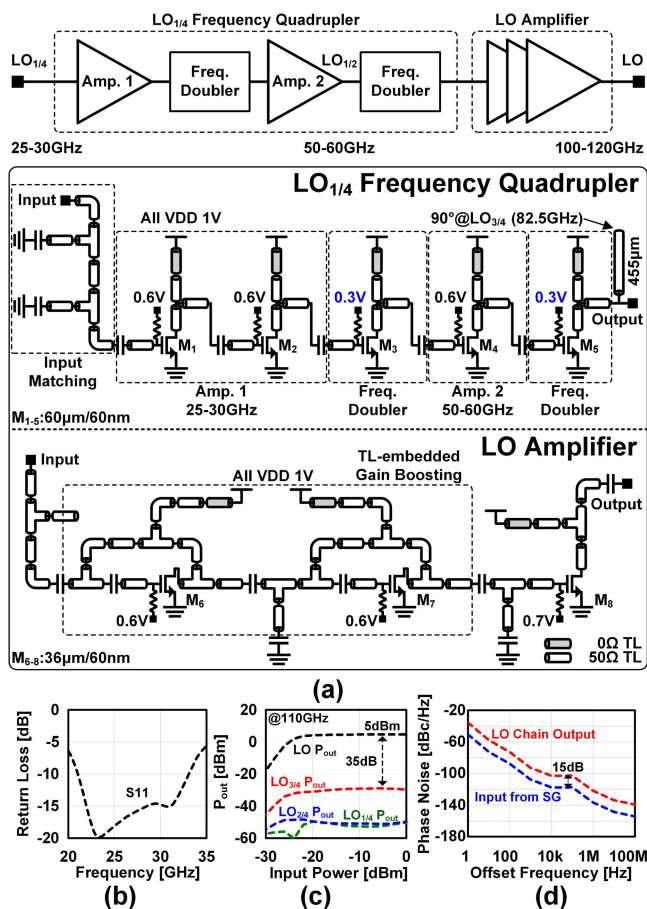 LO1/4 Frequency Quadrupler
LO Amplifier
LO1/4
Amp. 1
Freq.
Doubler
Amp. 2
LO1/2
Freq.
Doubler
LO
25-30GHz
50-60GHz
100-120GHz
LO1/4 Frequency Quadrupler
Input
All VDD 1V
90°@LO3/4 (82.5GHz)
455μm
0.6V
0.6V
0.3V
0.6V
0.3V
Output
M1
M2
M3
M4
M5
Input
Matching
Amp. 1
25-30GHz
Freq.
Doubler
Amp. 2
50-60GHz
Freq.
Doubler
M1-5:60μm/60nm
LO Amplifier
Input
All VDD 1V
TL-embedded
Gain Boosting
Output
M6
M7
M8
0.6V
0.6V
0.7V
0Ω TL
50Ω TL
M6-8:36μm/60nm
(a)
Return Loss [dB]
0
-5
-10
-15
-20
S11
20 25 30 35
Frequency [GHz]
(b)
Pout [dBm]
20
0
-20
-40
-60
@110GHz
5dBm
LO Pout
35dB
LO3/4 Pout
LO2/4 Pout
LO1/4 Pout
-30 -20 -10 0
Input Power [dBm]
(c)
Phase Noise [dBc/Hz]
0
-20
-60
-100
-140
-180
LO Chain Output
15dB
Input from SG
1 100 10k 1M 100M
Offset Frequency [Hz]
(d)